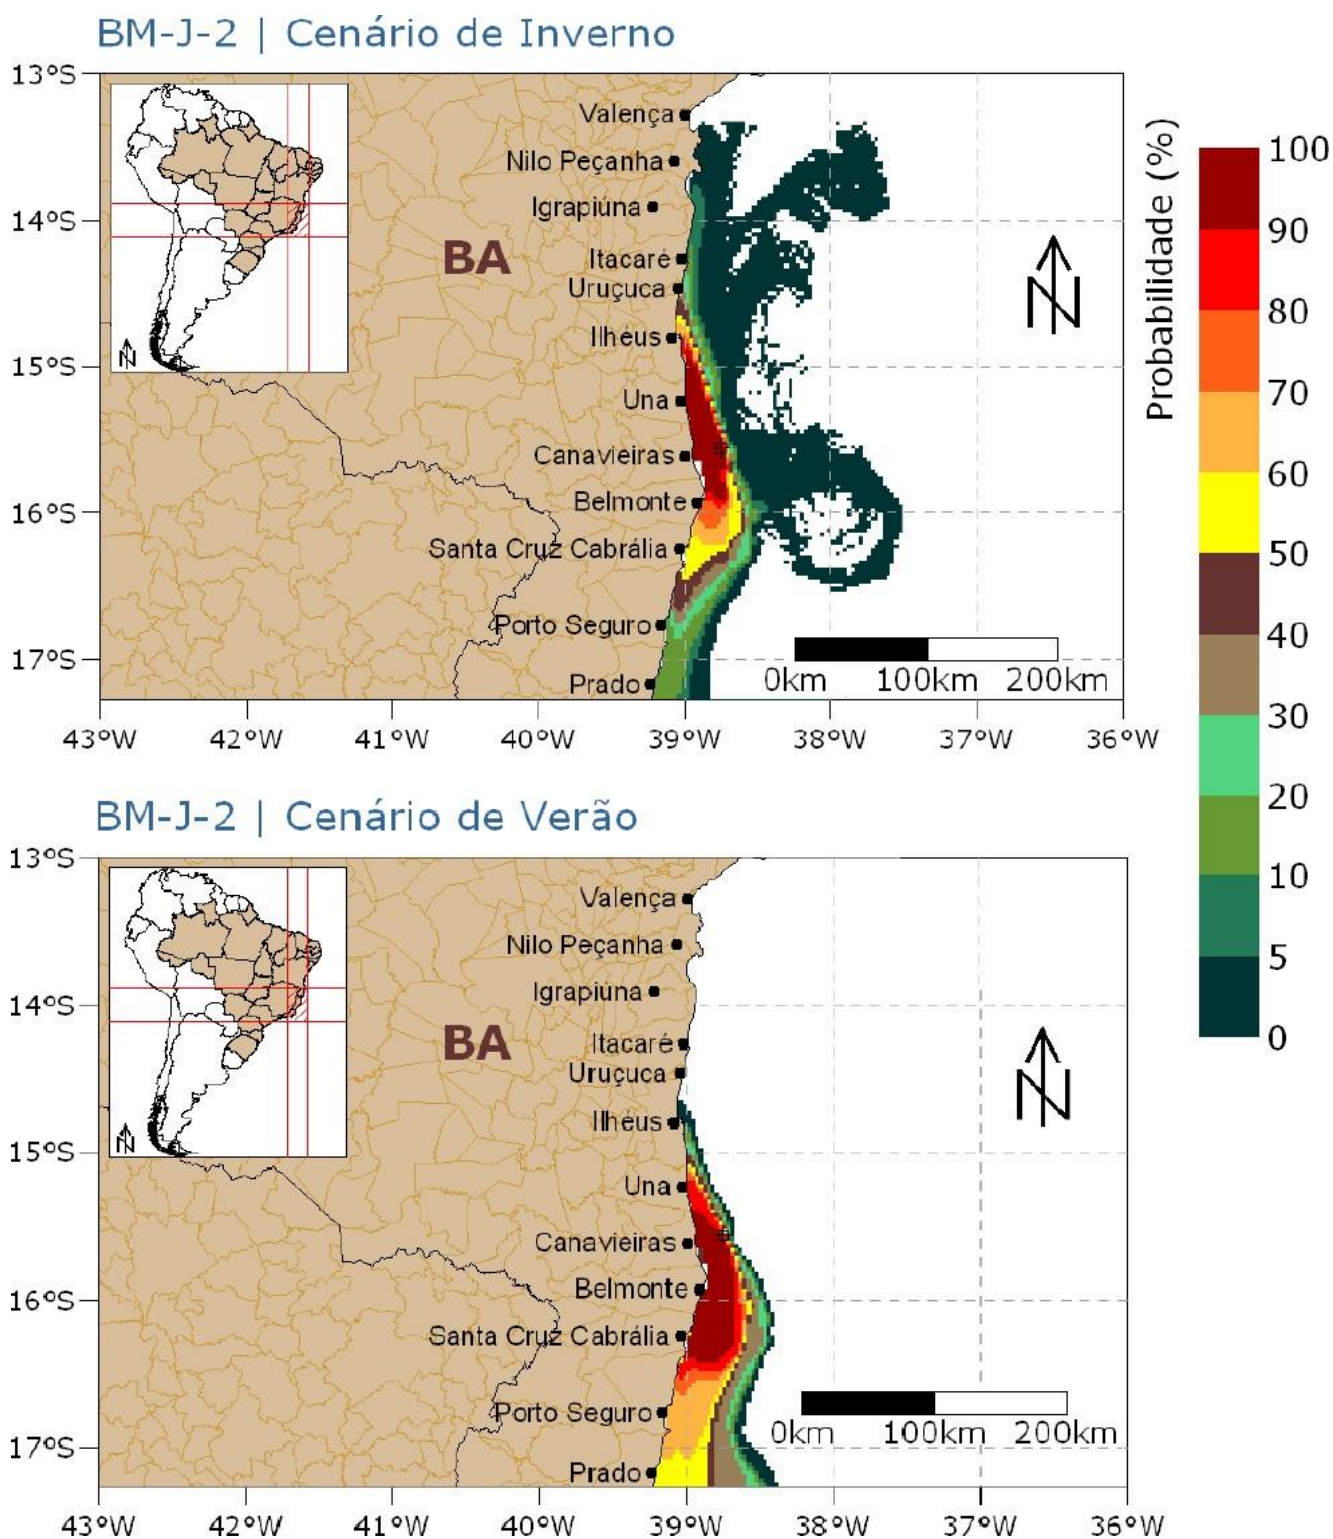 BM-J-2 | Cenário de Inverno
13°S
Valença
Nilo Peçanha
Igrapiúna
14°S
BA
Itacaré
Uruçuca
Ilhéus
15°S
Una
Canavieiras
Belmonte
16°S
Santa Cruz Cabrália
Porto Seguro
17°S
Prado
0km 100km 200km
N
N
43°W 42°W 41°W 40°W 39°W 38°W 37°W 36°W
Probabilidade (%)
100
90
80
70
60
50
40
30
20
10
5
0
BM-J-2 | Cenário de Verão
13°S
Valença
Nilo Peçanha
Igrapiúna
14°S
BA
Itacaré
Uruçuca
Ilhéus
15°S
Una
Canavieiras
Belmonte
16°S
Santa Cruz Cabrália
Porto Seguro
17°S
Prado
0km 100km 200km
N
N
43°W 42°W 41°W 40°W 39°W 38°W 37°W 36°W